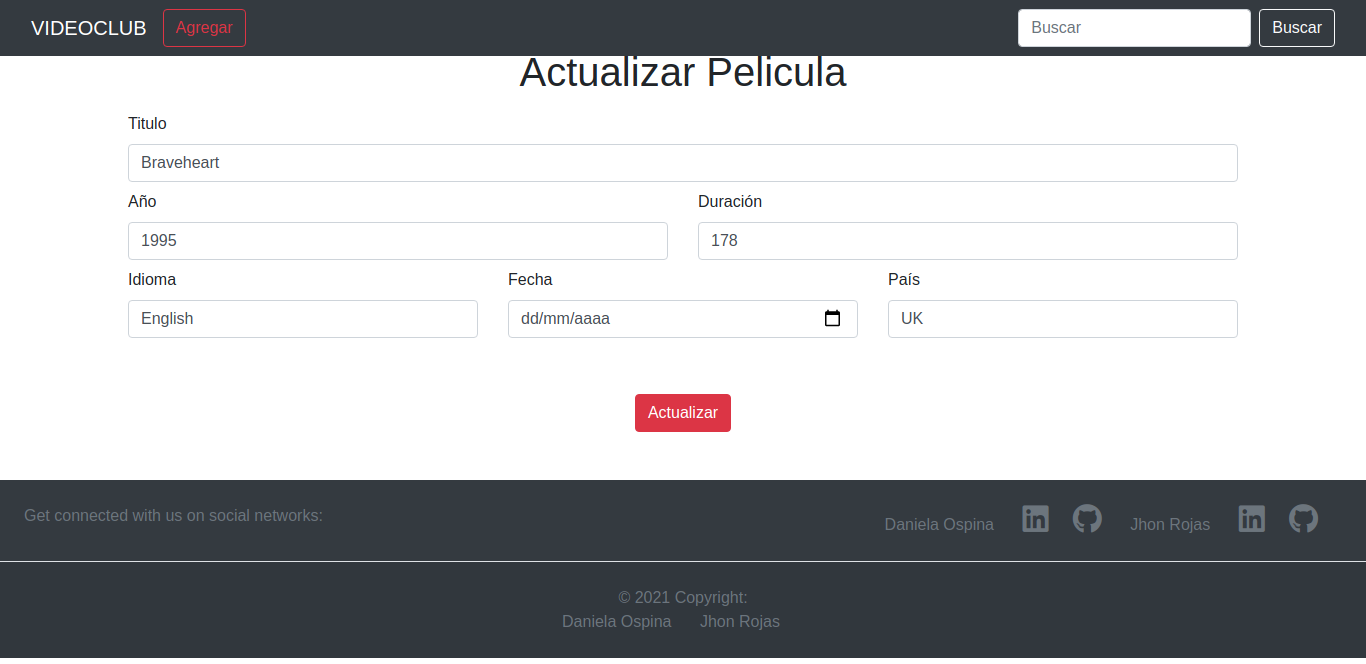 VIDEOCLUB Agregar Buscar Buscar
Actualizar Pelicula
Titulo
Braveheart
Año Duración
1995 178
Idioma Fecha País
English dd/mm/aaaa UK
Actualizar
Get connected with us on social networks: Daniela Ospina Jhon Rojas
© 2021 Copyright:
Daniela Ospina Jhon Rojas